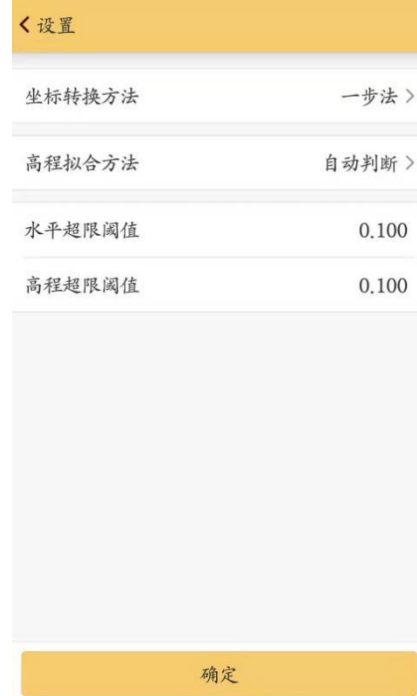 设置
坐标转换方法 一步法
高程拟合方法 自动判断
水平超限阈值 0.100
高程超限阈值 0.100
确定